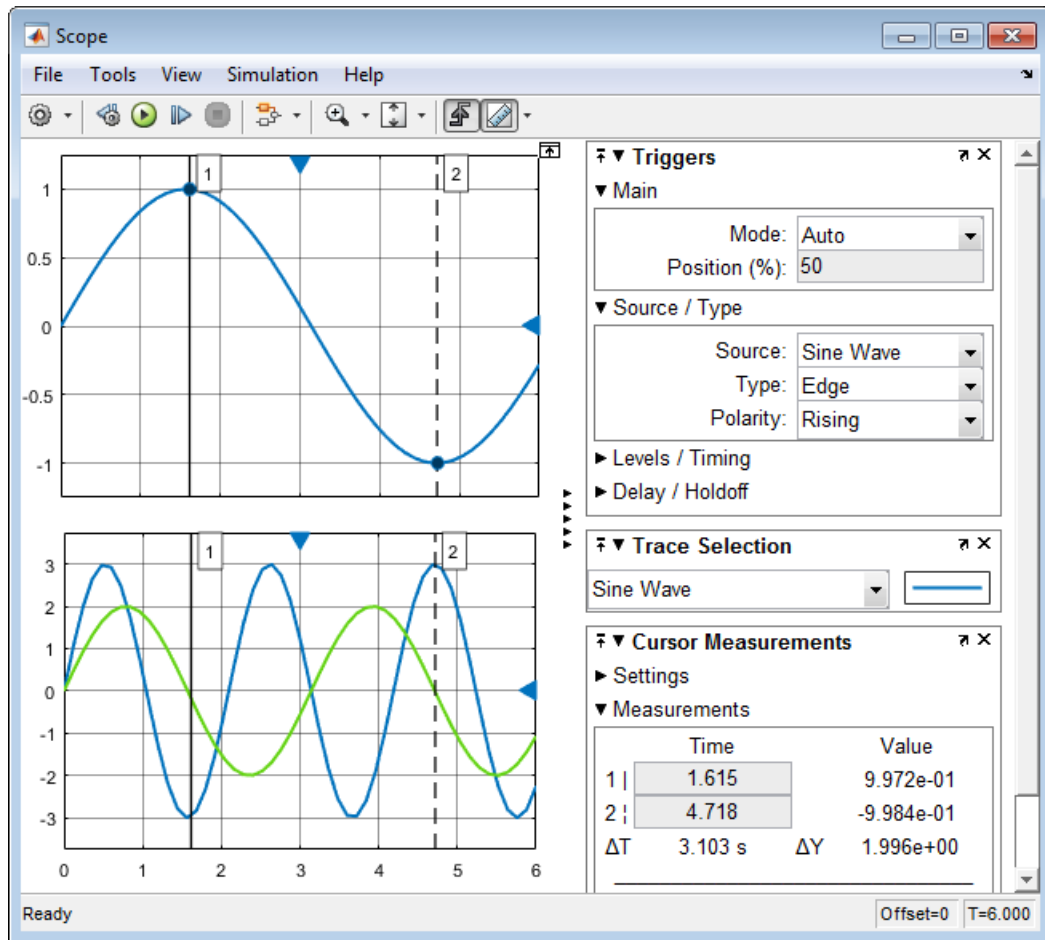 Scope
File Tools View Simulation Help
1 2
1
0.5
0
-0.5
-1
1 2
3
2
1
0
-1
-2
-3
0 1 2 3 4 5 6
Triggers
Main
Mode: Auto
Position (%): 50
Source / Type
Source: Sine Wave
Type: Edge
Polarity: Rising
Levels / Timing
Delay / Holdoff
Trace Selection
Sine Wave
Cursor Measurements
Settings
Measurements
Time Value
1 | 1.615 9.972e-01
2 ¦ 4.718 -9.984e-01
ΔT 3.103 s ΔY 1.996e+00
Ready Offset=0 T=6.000